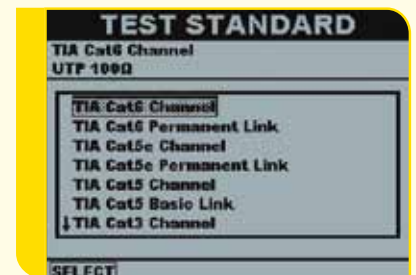 TEST STANDARD
TIA Cat6 Channel
UTP 100Ω
TIA Cat6 Channel
TIA Cat6 Permanent Link
TIA Cat5e Channel
TIA Cat5e Permanent Link
TIA Cat5 Channel
TIA Cat5 Basic Link
↓TIA Cat3 Channel
SELECT